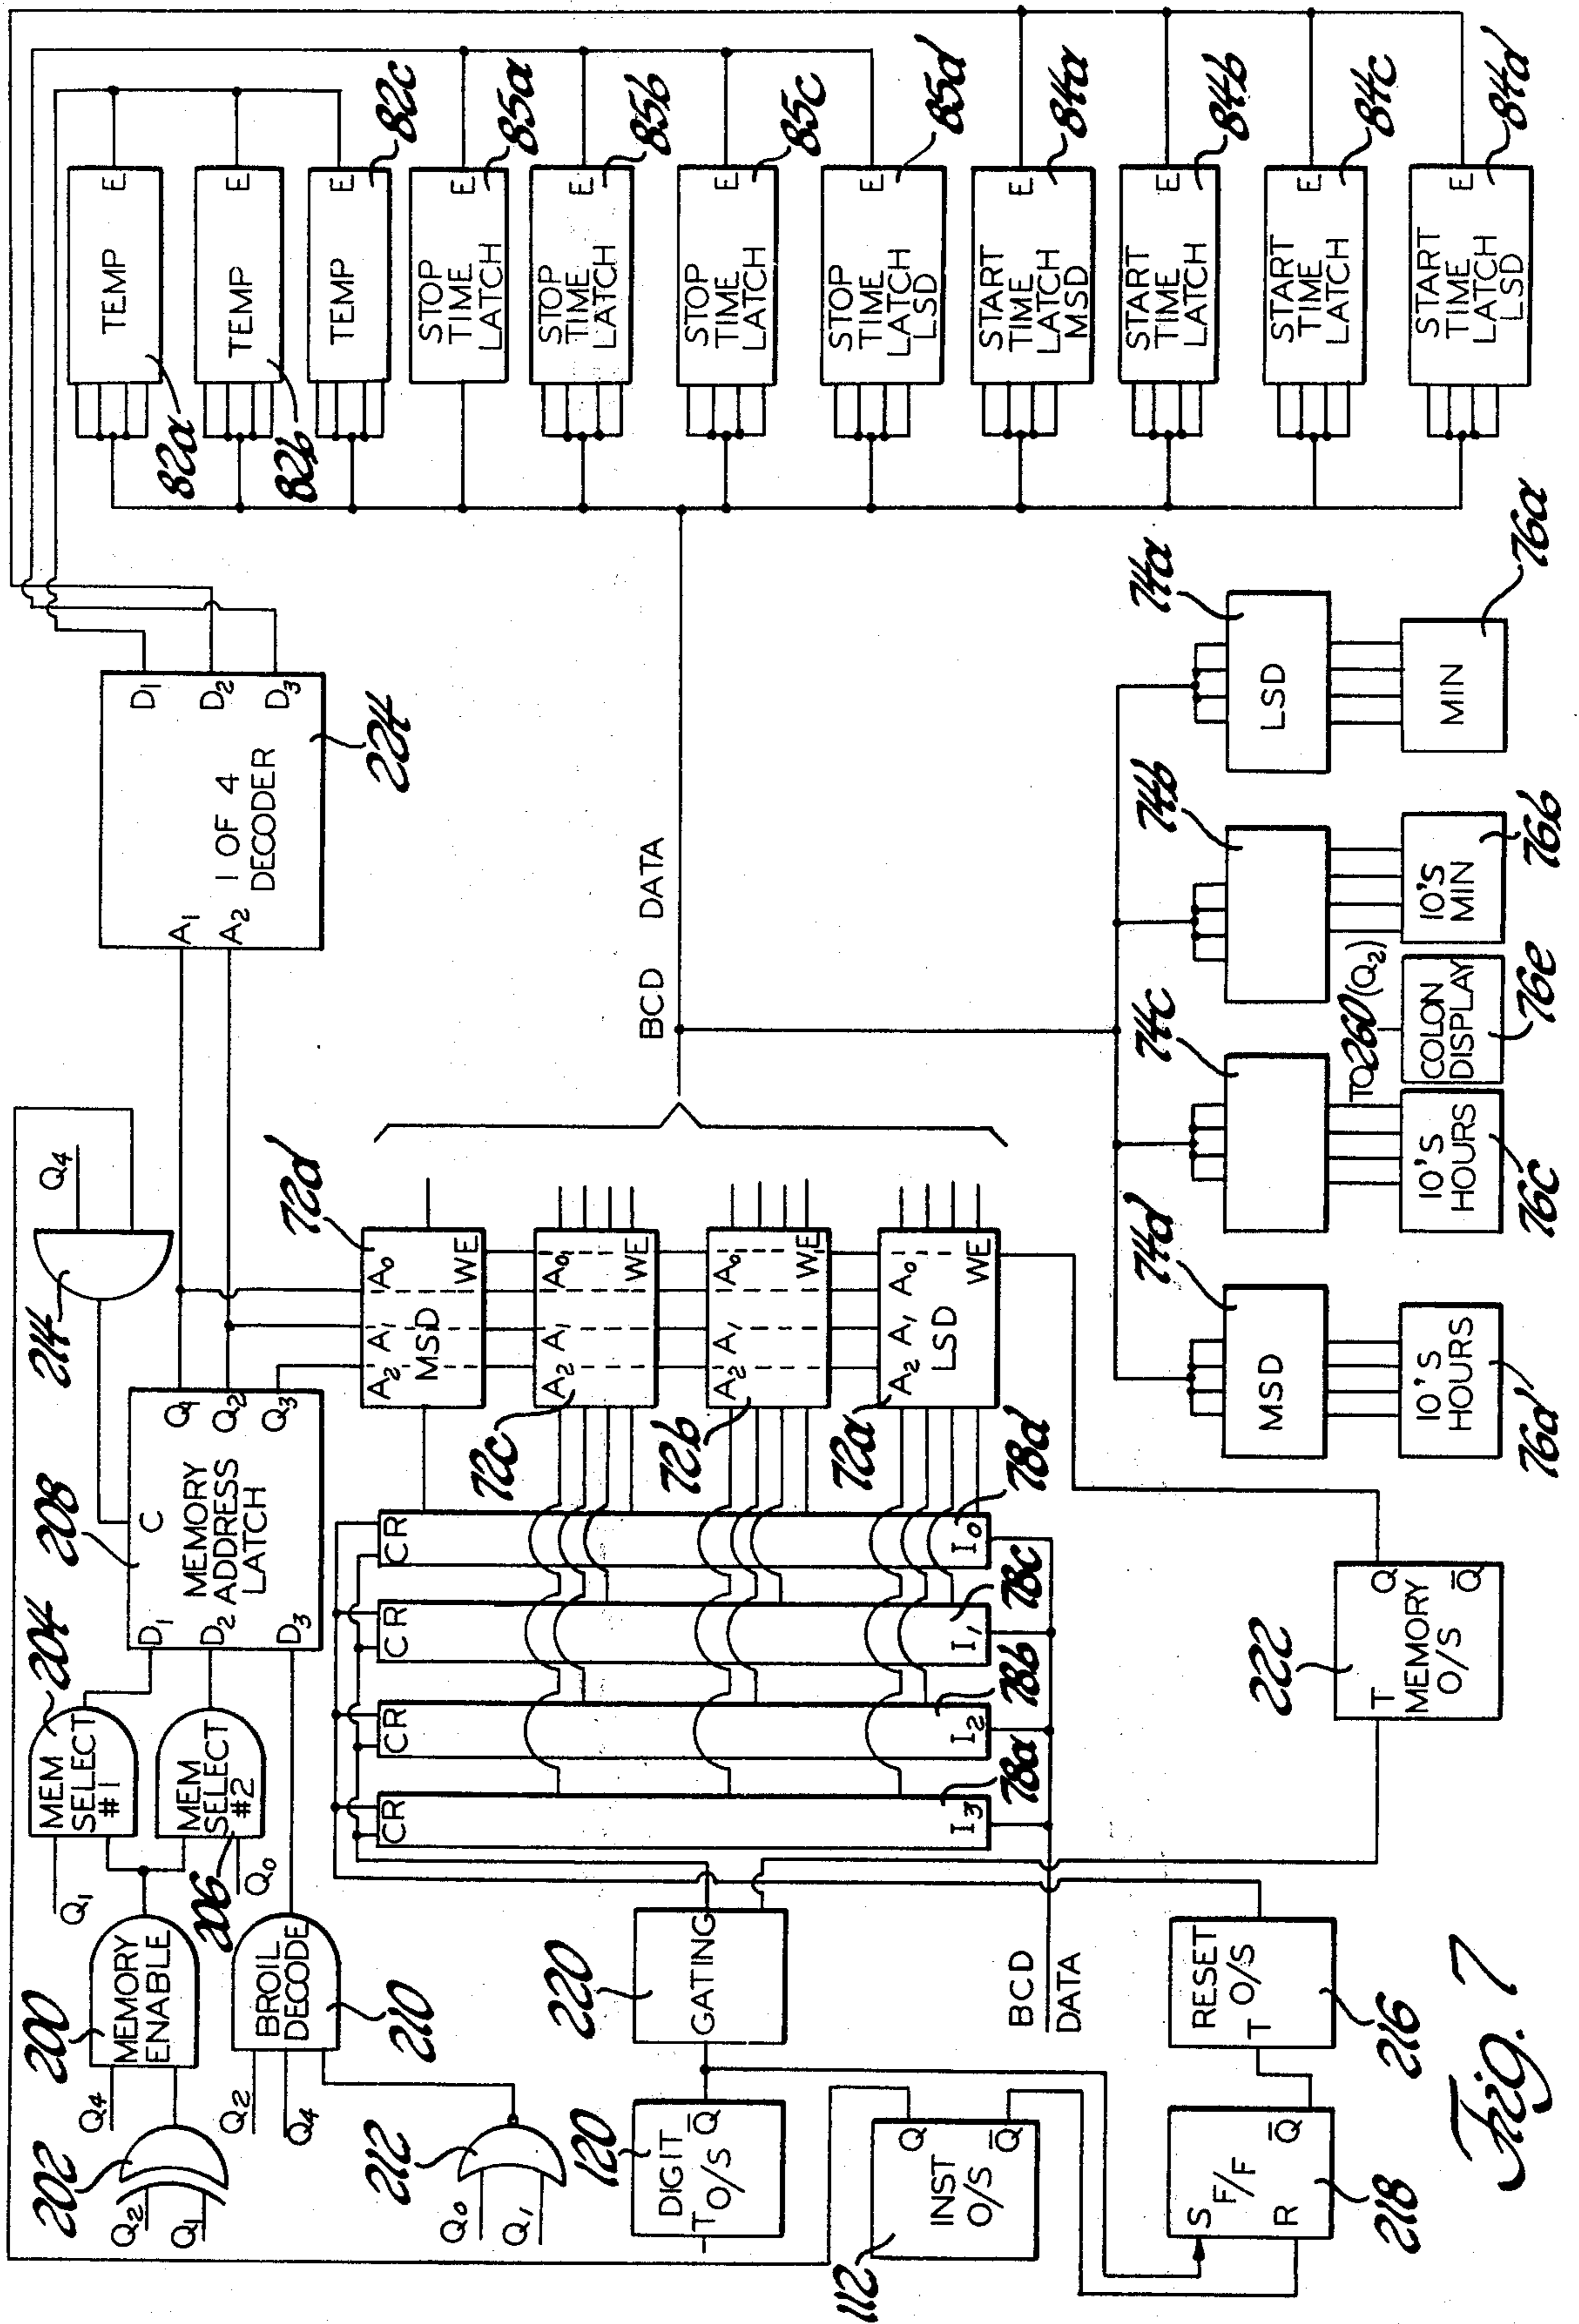 Q4
Q2
Q1
202
200
MEMORY
ENABLE
Q2
Q4
BROIL
DECODE
210
Q0
Q1
212
Q1
MEM
SELECT
#1
204
MEM
SELECT
#2
206
Q0
208
D1
D2
D3
C
MEMORY
ADDRESS
LATCH
Q1
Q2
Q3
214
Q4
A1
A2
1 OF 4
DECODER
D1
D2
D3
224
TEMP
E
82a
TEMP
E
82b
TEMP
E
82c
STOP
TIME
LATCH
E
85a
STOP
TIME
LATCH
E
85b
STOP
TIME
LATCH
E
85c
STOP
TIME
LATCH
LSD
E
85d
START
TIME
LATCH
MSD
E
84a
START
TIME
LATCH
E
84b
START
TIME
LATCH
E
84c
START
TIME
LATCH
LSD
E
84d
A2 A1 A0
MSD
WE
72d
A2 A1 A0
WE
72c
A2 A1 A0
WE
72b
A2 A1 A0
LSD
WE
72a
BCD DATA
CR
I3
78a
CR
I2
78b
CR
I1
78c
CR
I0
78d
DIGIT
O/S
T
Q̅
120
GATING
220
BCD
DATA
INST
O/S
Q
Q̅
112
S
F/F
R
Q̅
218
RESET
O/S
T
216
T
MEMORY
O/S
Q
Q̅
222
MSD
74d
74c
74b
LSD
74a
10'S
HOURS
76d
10'S
HOURS
76c
TO 260 (Q2)
COLON
DISPLAY
76e
10'S
MIN
76b
MIN
76a
Fig. 7